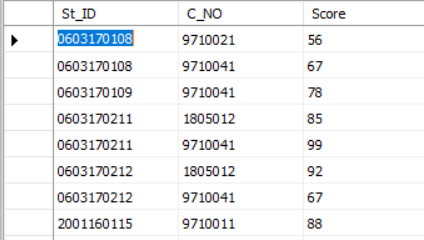 St_ID C_NO Score
0603170108 9710021 56
0603170108 9710041 67
0603170109 9710041 78
0603170211 1805012 85
0603170211 9710041 99
0603170212 1805012 92
0603170212 9710041 67
2001160115 9710011 88